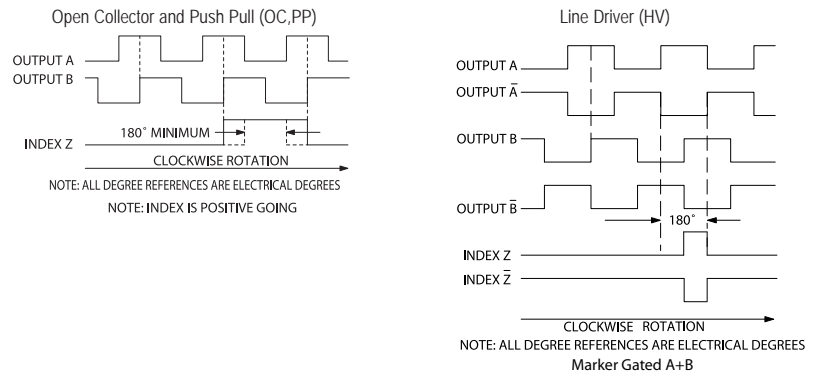 Open Collector and Push Pull (OC,PP)
OUTPUT A
OUTPUT B
180° MINIMUM
INDEX Z
CLOCKWISE ROTATION
NOTE: ALL DEGREE REFERENCES ARE ELECTRICAL DEGREES
NOTE: INDEX IS POSITIVE GOING
Line Driver (HV)
OUTPUT A
OUTPUT A̅
OUTPUT B
OUTPUT B̅
180°
INDEX Z
INDEX Z̅
CLOCKWISE ROTATION
NOTE: ALL DEGREE REFERENCES ARE ELECTRICAL DEGREES
Marker Gated A+B